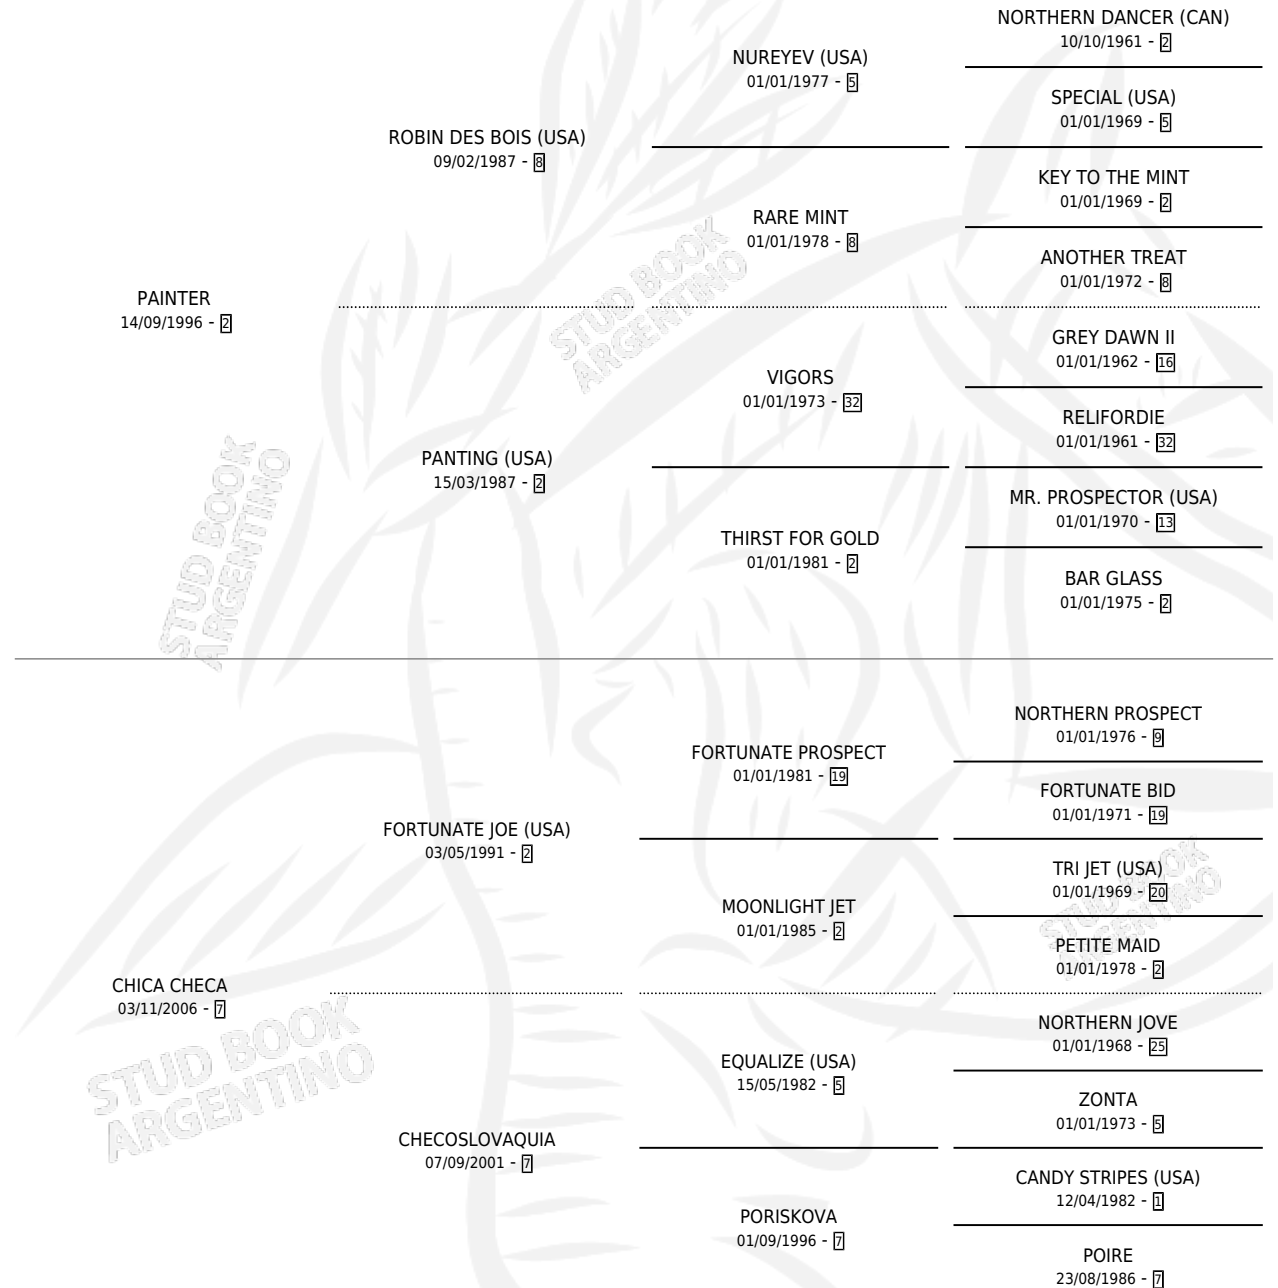 NORTHERN DANCER (CAN)
10/10/1961 - 2
NUREYEV (USA)
01/01/1977 - 5
SPECIAL (USA)
01/01/1969 - 5
ROBIN DES BOIS (USA)
09/02/1987 - 8
KEY TO THE MINT
01/01/1969 - 2
RARE MINT
01/01/1978 - 8
ANOTHER TREAT
01/01/1972 - 8
PAINTER
14/09/1996 - 2
GREY DAWN II
01/01/1962 - 16
VIGORS
01/01/1973 - 32
RELIFORDIE
01/01/1961 - 32
PANTING (USA)
15/03/1987 - 2
MR. PROSPECTOR (USA)
01/01/1970 - 13
THIRST FOR GOLD
01/01/1981 - 2
BAR GLASS
01/01/1975 - 2
NORTHERN PROSPECT
01/01/1976 - 9
FORTUNATE PROSPECT
01/01/1981 - 19
FORTUNATE BID
01/01/1971 - 19
FORTUNATE JOE (USA)
03/05/1991 - 2
TRI JET (USA)
01/01/1969 - 20
MOONLIGHT JET
01/01/1985 - 2
PETITE MAID
01/01/1978 - 2
CHICA CHECA
03/11/2006 - 7
NORTHERN JOVE
01/01/1968 - 25
EQUALIZE (USA)
15/05/1982 - 5
ZONTA
01/01/1973 - 5
CHECOSLOVAQUIA
07/09/2001 - 7
CANDY STRIPES (USA)
12/04/1982 - 1
PORISKOVA
01/09/1996 - 7
POIRE
23/08/1986 - 7
STUD BOOK
ARGENTINO
STUD BOOK
ARGENTINO
STUD BOOK
ARGENTINO
STUD BOOK
ARGENTINO